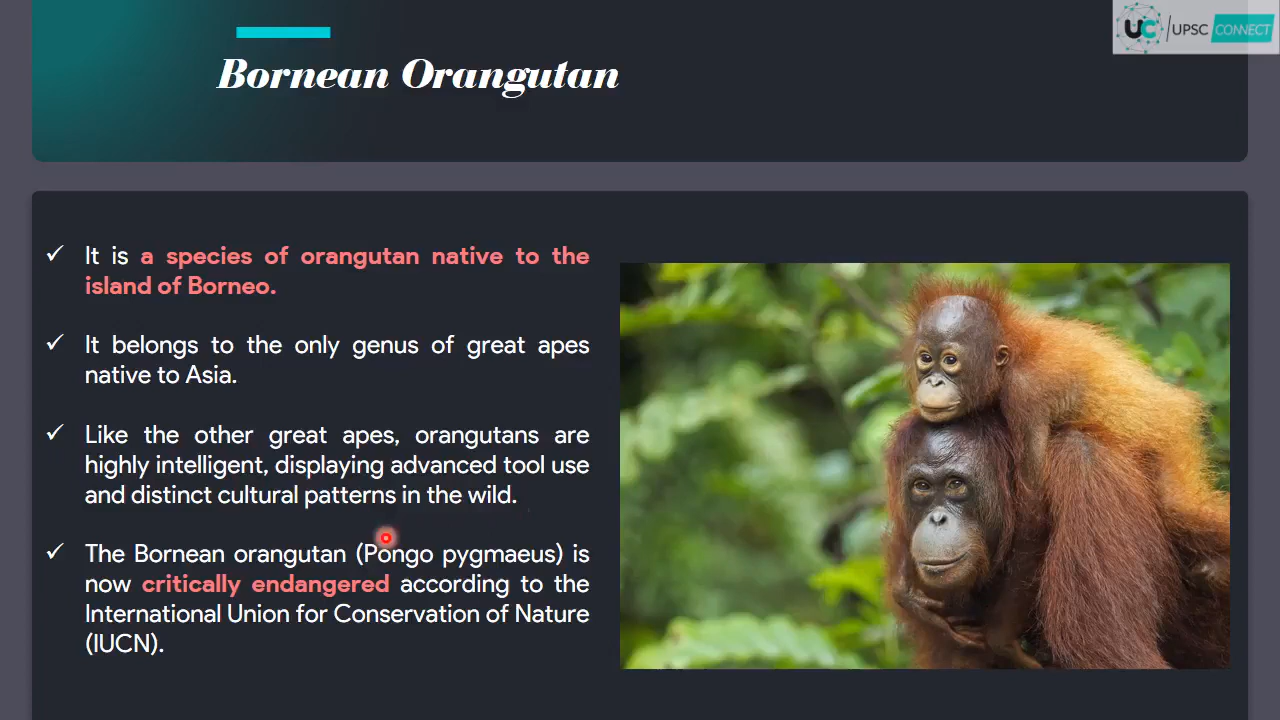 UC UPSC CONNECT
Bornean Orangutan
✓ It is a species of orangutan native to the
island of Borneo.
✓ It belongs to the only genus of great apes
native to Asia.
✓ Like the other great apes, orangutans are
highly intelligent, displaying advanced tool use
and distinct cultural patterns in the wild.
✓ The Bornean orangutan (Pongo pygmaeus) is
now critically endangered according to the
International Union for Conservation of Nature
(IUCN).